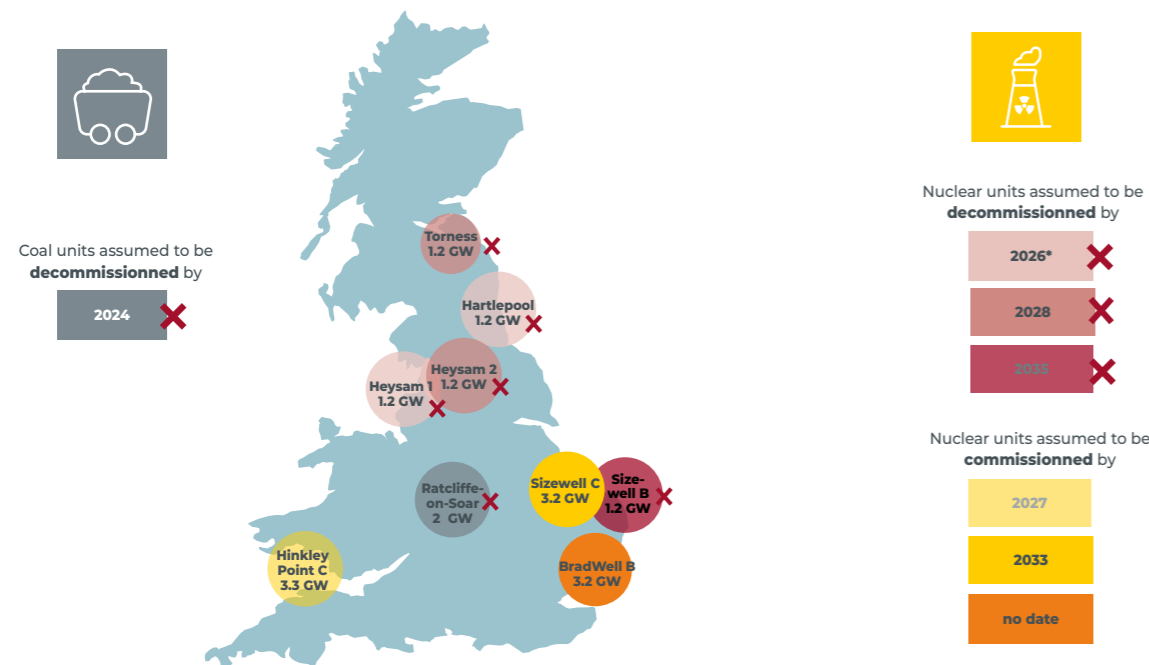 Coal units assumed to be
decommissionned by
2024
Torness
1.2 GW
Hartlepool
1.2 GW
Heysam 2
1.2 GW
Heysam 1
1.2 GW
Ratcliffe-
on-Soar
2 GW
Sizewell C
3.2 GW
Size-
well B
1.2 GW
Hinkley
Point C
3.3 GW
BradWell B
3.2 GW
Nuclear units assumed to be
decommissionned by
2026*
2028
2035
Nuclear units assumed to be
commissionned by
2027
2033
no date